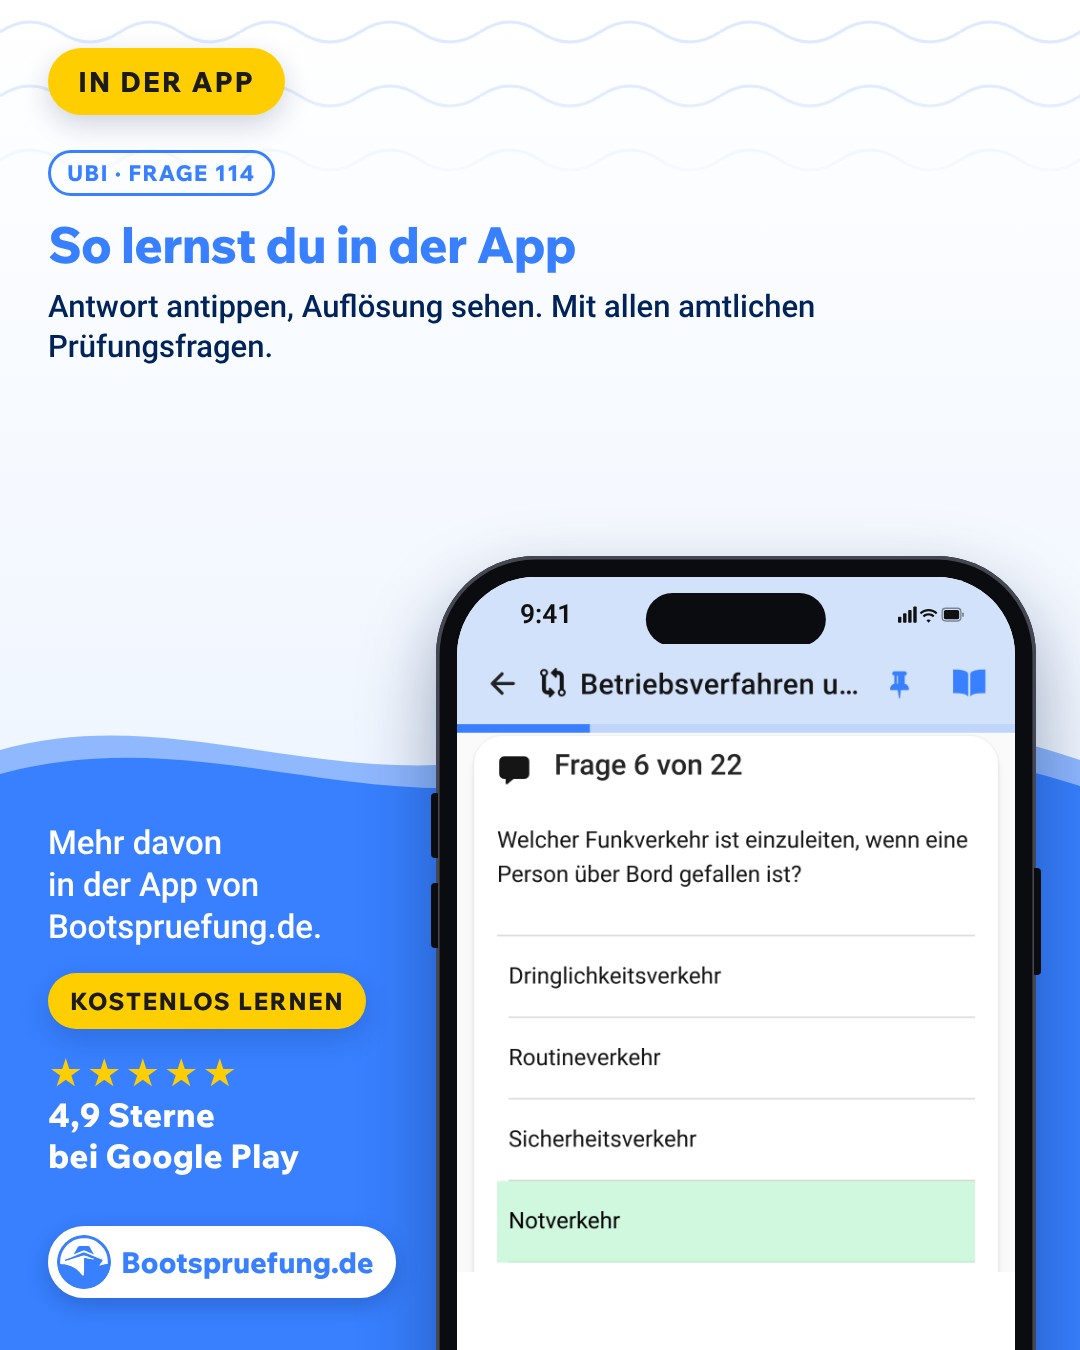 IN DER APP
UBI · FRAGE 114
So lernst du in der App
Antwort antippen, Auflösung sehen. Mit allen amtlichen
Prüfungsfragen.
9:41
Betriebsverfahren u...
Frage 6 von 22
Welcher Funkverkehr ist einzuleiten, wenn eine
Person über Bord gefallen ist?
Dringlichkeitsverkehr
Routineverkehr
Sicherheitsverkehr
Notverkehr
Mehr davon
in der App von
Bootspruefung.de.
KOSTENLOS LERNEN
★★★★★
4,9 Sterne
bei Google Play
Bootspruefung.de